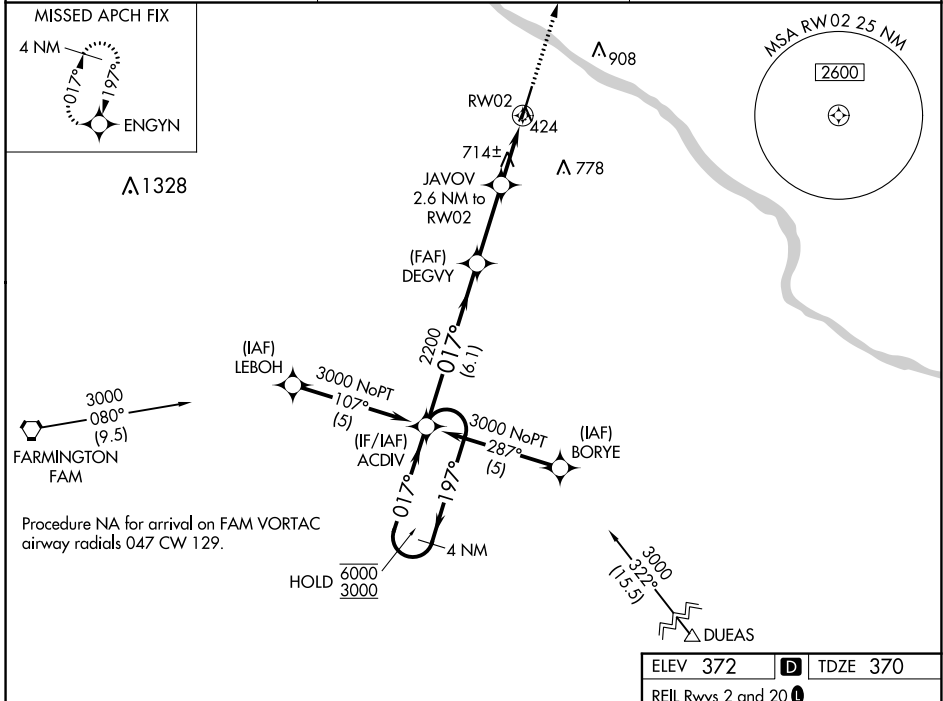 MISSED APCH FIX
4 NM
017°
197°
ENGYN
1328
908
RW02
424
714±
778
JAVOV
2.6 NM to
RW02
(FAF)
DEGVY
MSA RW02 25 NM
2600
2200
017°
(6.1)
(IAF)
LEBOH
3000 NoPT
107°
(5)
3000
080°
(9.5)
FARMINGTON
FAM
(IF/IAF)
ACDIV
3000 NoPT
287°
(5)
(IAF)
BORYE
017°
197°
4 NM
HOLD 6000
3000
Procedure NA for arrival on FAM VORTAC
airway radials 047 CW 129.
3000
322°
(15.5)
DUEAS
ELEV 372 D TDZE 370
REIL Rwys 2 and 20 L